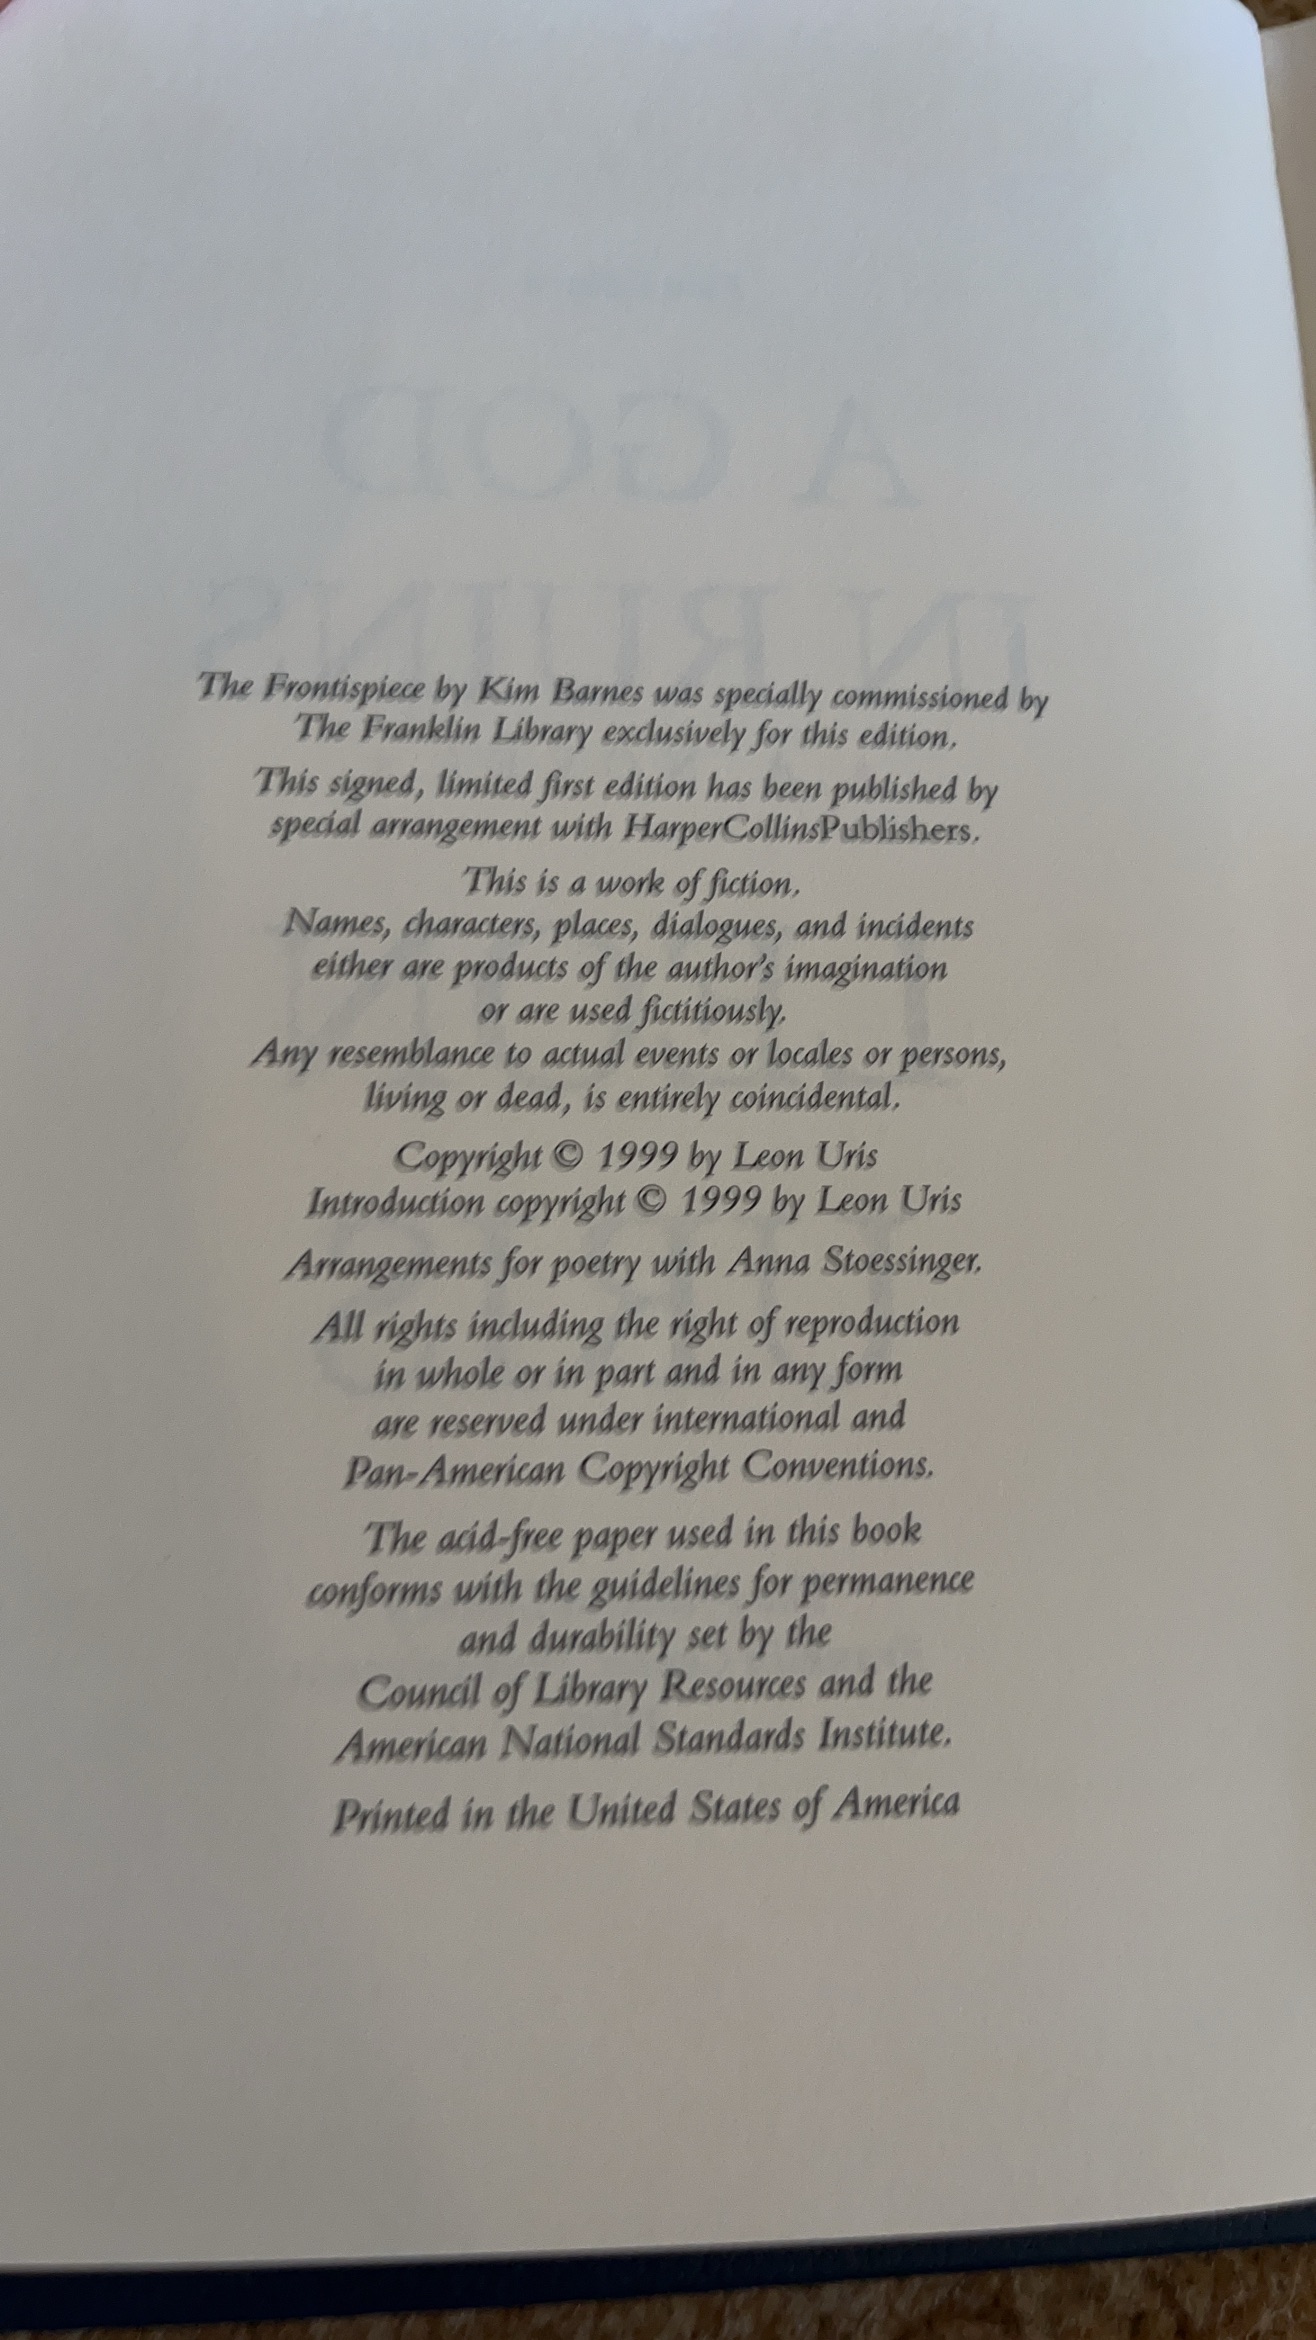 The Frontispiece by Kim Barnes was specially commissioned by
The Franklin Library exclusively for this edition.
This signed, limited first edition has been published by
special arrangement with HarperCollinsPublishers.
This is a work of fiction.
Names, characters, places, dialogues, and incidents
either are products of the author's imagination
or are used fictitiously.
Any resemblance to actual events or locales or persons,
living or dead, is entirely coincidental.
Copyright © 1999 by Leon Uris
Introduction copyright © 1999 by Leon Uris
Arrangements for poetry with Anna Stoessinger.
All rights including the right of reproduction
in whole or in part and in any form
are reserved under international and
Pan-American Copyright Conventions.
The acid-free paper used in this book
conforms with the guidelines for permanence
and durability set by the
Council of Library Resources and the
American National Standards Institute.
Printed in the United States of America